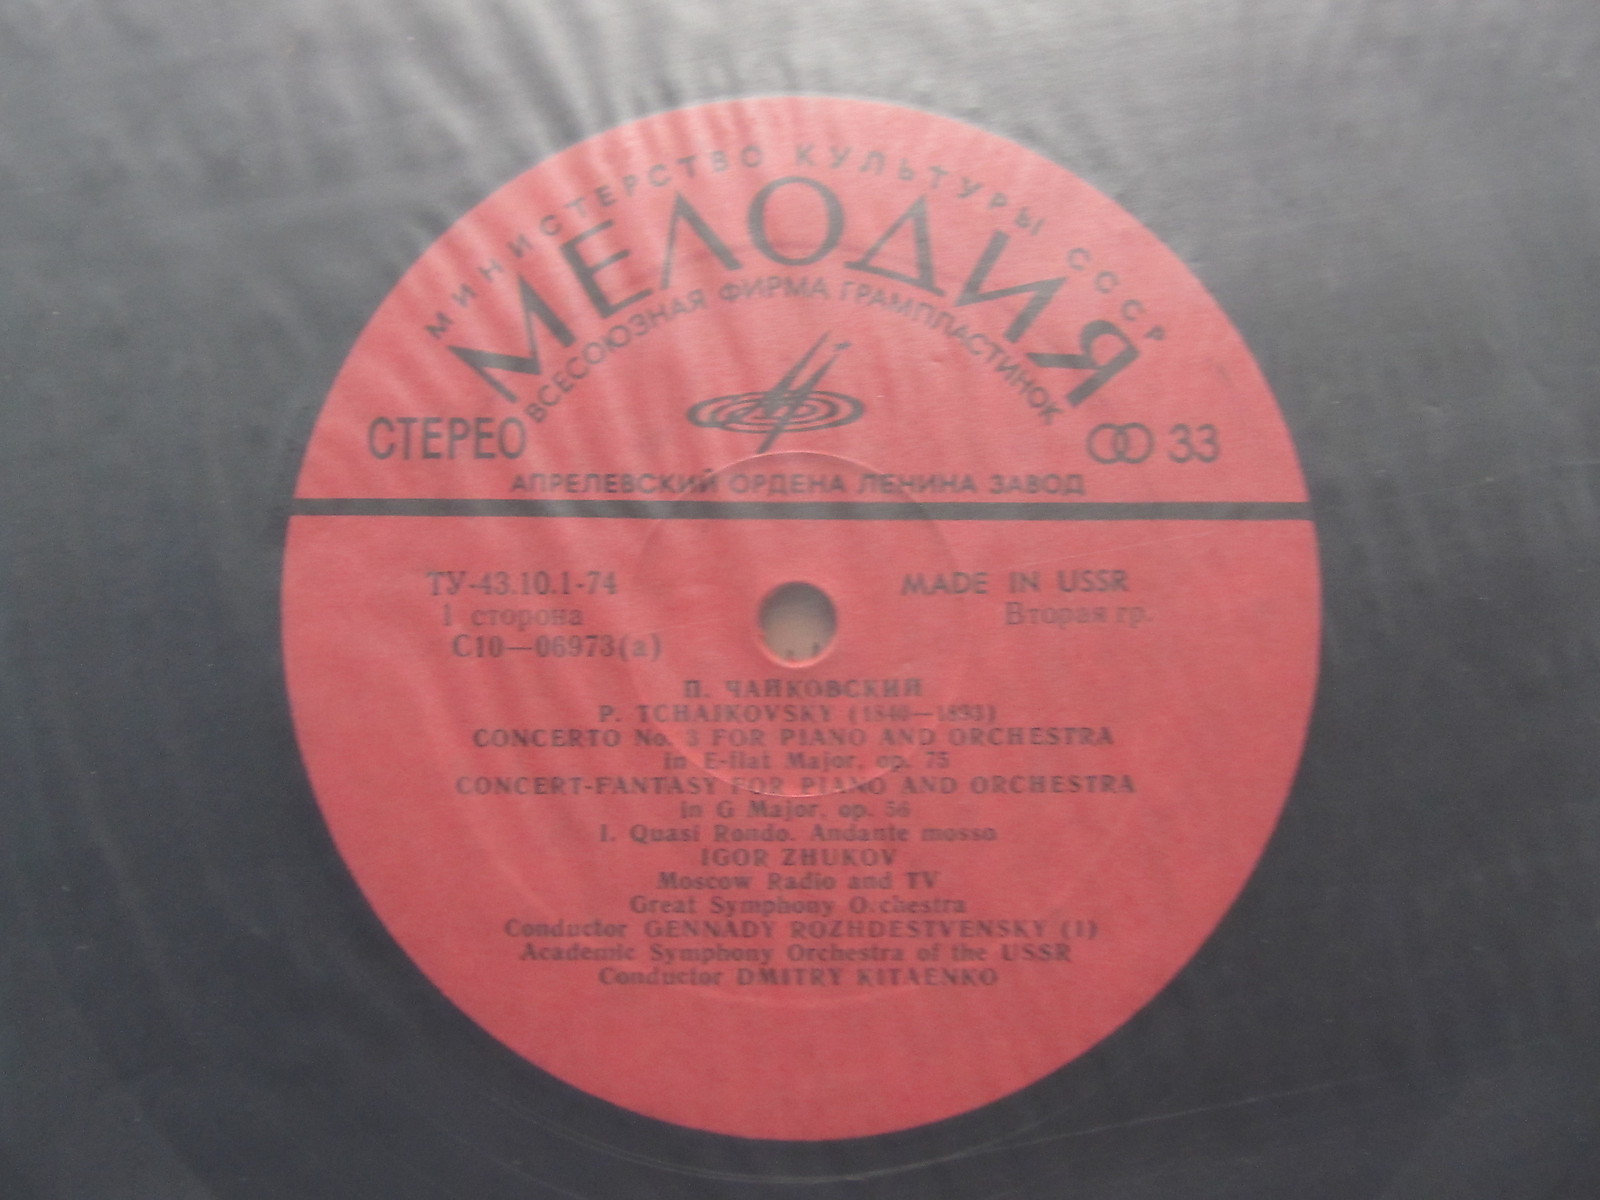 МИНИСТЕРСТВО КУЛЬТУРЫ СССР
МЕЛОДИЯ
ВСЕСОЮЗНАЯ ФИРМА ГРАМПЛАСТИНОК
СТЕРЕО
33
АПРЕЛЕВСКИЙ ОРДЕНА ЛЕНИНА ЗАВОД
ТУ-43.10.1-74
MADE IN USSR
1 сторона
Вторая гр.
С10—06973(а)
П. ЧАЙКОВСКИЙ
P. TCHAIKOVSKY (1840—1893)
CONCERTO No. 3 FOR PIANO AND ORCHESTRA
in E-flat Major, op. 75
CONCERT-FANTASY FOR PIANO AND ORCHESTRA
in G Major, op. 56
I. Quasi Rondo. Andante mosso
IGOR ZHUKOV
Moscow Radio and TV
Great Symphony Orchestra
Conductor GENNADY ROZHDESTVENSKY (1)
Academic Symphony Orchestra of the USSR
Conductor DMITRY KITAENKO